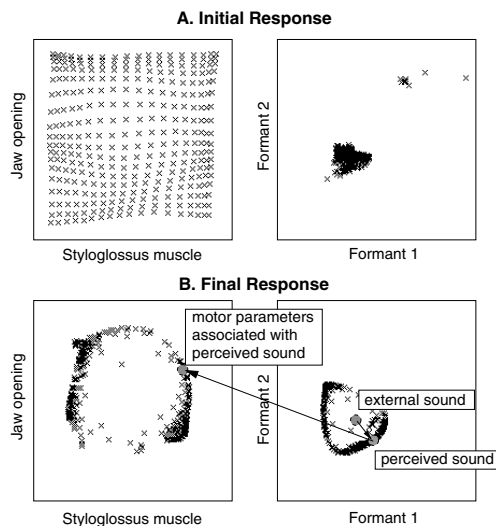 A. Initial Response
Jaw opening
Styloglossus muscle
Formant 2
Formant 1
B. Final Response
Jaw opening
Styloglossus muscle
motor parameters
associated with
perceived sound
Formant 2
external sound
perceived sound
Formant 1